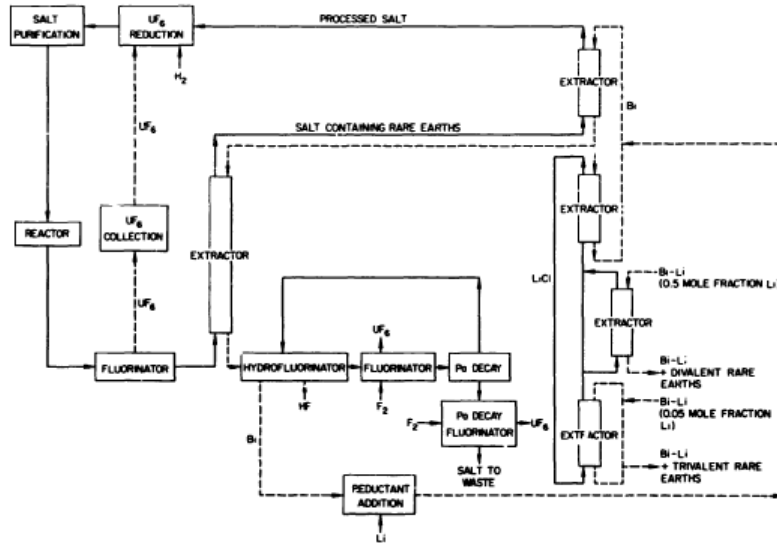 SALT
PURIFICATION
UF6
REDUCTION
PROCESSED SALT
H2
EXTRACTOR
Bi
UF6
SALT CONTAINING RARE EARTHS
REACTOR
UF6
COLLECTION
EXTRACTOR
EXTRACTOR
LiCl
UF6
Bi-Li
(0.5 MOLE FRACTION Li)
EXTRACTOR
UF6
FLUORINATOR
HYDROFLUORINATOR
FLUORINATOR
Pa DECAY
Bi-Li
+ DIVALENT RARE
EARTHS
HF
F2
Bi-Li
(0.05 MOLE FRACTION
Li)
Bi
F2
Pa DECAY
FLUORINATOR
UF6
EXTRACTOR
SALT TO
WASTE
Bi-Li
+ TRIVALENT RARE
EARTHS
REDUCTANT
ADDITION
Li